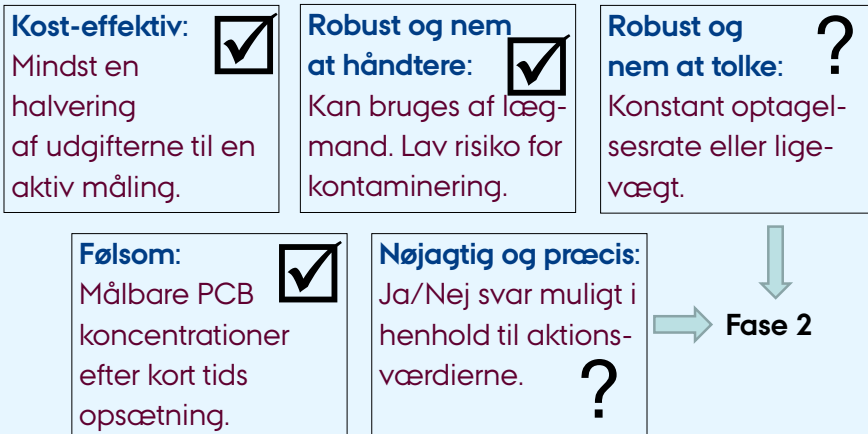 Kost-effektiv:
Mindst en
halvering
af udgifterne til en
aktiv måling.
Robust og nem
at håndtere:
Kan bruges af læg-
mand. Lav risiko for
kontaminering.
Robust og
nem at tolke:
Konstant optagel-
sesrate eller lige-
vægt.
?
Følsom:
Målbare PCB
koncentrationer
efter kort tids
opsætning.
Nøjagtig og præcis:
Ja/Nej svar muligt i
henhold til aktions-
værdierne.
?
Fase 2